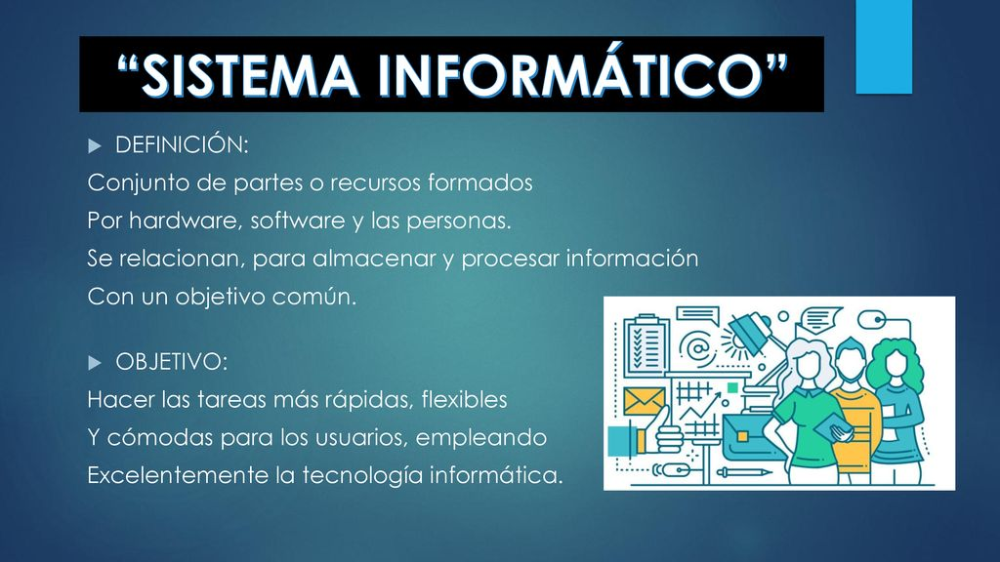 “SISTEMA INFORMÁTICO”
DEFINICIÓN:
Conjunto de partes o recursos formados
Por hardware, software y las personas.
Se relacionan, para almacenar y procesar información
Con un objetivo común.
OBJETIVO:
Hacer las tareas más rápidas, flexibles
Y cómodas para los usuarios, empleando
Excelentemente la tecnología informática.